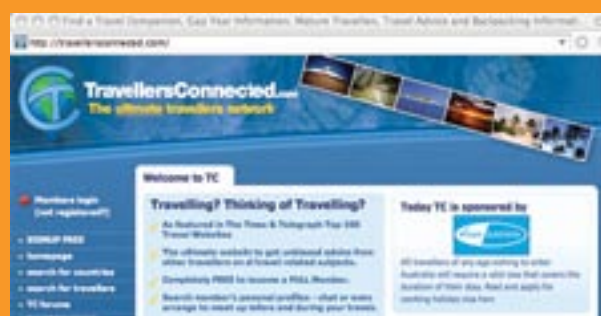 Find a Travel Companion, Gap Year Information, Mature Travellers, Travel Advice and Backpacking Informat...
http://travellersconnected.com/
TravellersConnected.com
The ultimate travellers network
Welcome to TC
Members login
(not registered?)
SIGNUP FREE
homepage
search for countries
search for travellers
TC forums
Travelling? Thinking of Travelling?
As featured in The Times & Telegraph Top 100
Travel Websites
The ultimate website to get unbiased advice from
other travellers on all travel related subjects.
Completely FREE to become a FULL Member.
Search member's personal profiles - chat or even
arrange to meet up before and during your travels.
Today TC is sponsored by
All travellers of any age wishing to enter
Australia will require a valid visa that covers the
duration of their stay. Read and apply for
working holiday visa here